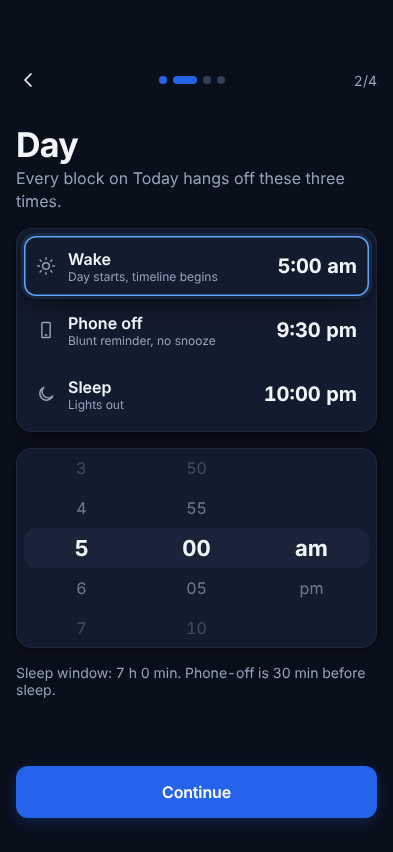 2/4
Day
Every block on Today hangs off these three
times.
Wake
Day starts, timeline begins
5:00 am
Phone off
Blunt reminder, no snooze
9:30 pm
Sleep
Lights out
10:00 pm
3 50
4 55
5 00 am
6 05 pm
7 10
Sleep window: 7 h 0 min. Phone-off is 30 min before
sleep.
Continue